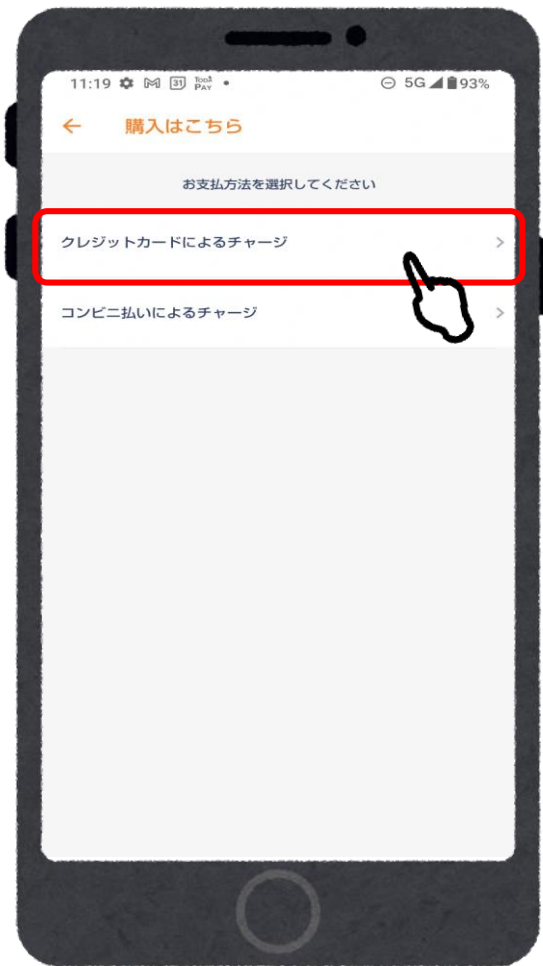 11:19 31 •  5G 93%
← 購入はこちら
お支払方法を選択してください
クレジットカードによるチャージ >
コンビニ払いによるチャージ >